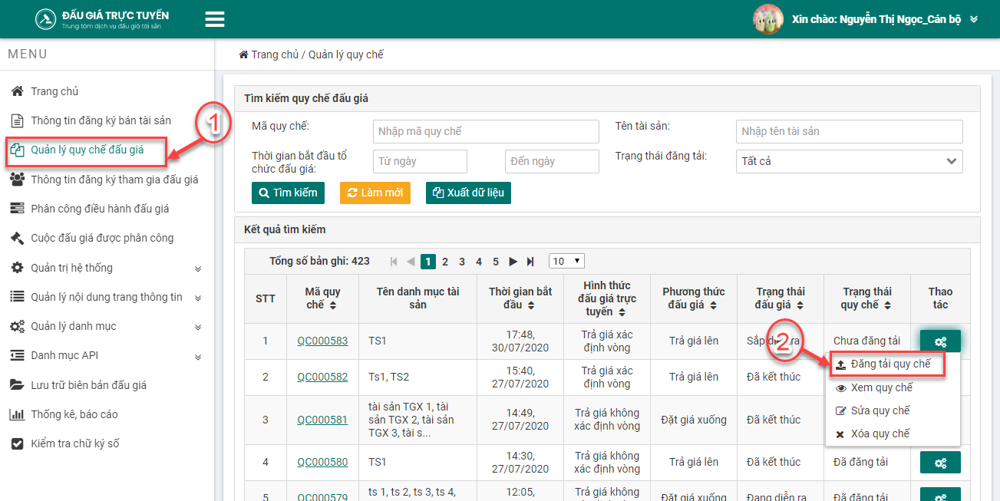 ĐẤU GIÁ TRỰC TUYẾN
Trung tâm dịch vụ đấu giá tài sản
Xin chào: Nguyễn Thị Ngọc_Cán bộ
MENU
Trang chủ / Quản lý quy chế
Trang chủ
Thông tin đăng ký bán tài sản
Quản lý quy chế đấu giá
Thông tin đăng ký tham gia đấu giá
Phân công điều hành đấu giá
Cuộc đấu giá được phân công
Quản trị hệ thống
Quản lý nội dung trang thông tin
Quản lý danh mục
Danh mục API
Lưu trữ biên bản đấu giá
Thống kê, báo cáo
Kiểm tra chữ ký số
1
Tìm kiếm quy chế đấu giá
Mã quy chế:
Nhập mã quy chế
Tên tài sản:
Nhập tên tài sản
Thời gian bắt đầu tổ
chức đấu giá:
Từ ngày
Đến ngày
Trạng thái đăng tải:
Tất cả
Tìm kiếm
Làm mới
Xuất dữ liệu
Kết quả tìm kiếm
Tổng số bản ghi: 423
1 2 3 4 5
10
STT
Mã quy
chế
Tên danh mục tài
sản
Thời gian bắt
đầu
Hình thức
đấu giá trực
tuyến
Phương thức
đấu giá
Trạng thái
đấu giá
Trạng thái
quy chế
Thao
tác
1
QC000583
TS1
17:48,
30/07/2020
Trả giá xác
định vòng
Trả giá lên
Sắp diễn ra
Chưa đăng tải
2
Đăng tải quy chế
Xem quy chế
Sửa quy chế
Xóa quy chế
2
QC000582
Ts1, TS2
15:40,
27/07/2020
Trả giá xác
định vòng
Trả giá lên
Đã kết thúc
3
QC000581
tài sản TGX 1, tài
sản TGX 2, tài sản
TGX 3, tài s...
14:49,
27/07/2020
Trả giá không
xác định vòng
Đặt giá xuống
Đã kết thúc
4
QC000580
TS1
14:30,
27/07/2020
Trả giá không
xác định vòng
Trả giá lên
Đã kết thúc
Đã đăng tải
5
QC000579
ts 1, ts 2, ts 3, ts 4,
12:05,
Trả giá không
Đặt giá xuống
Đang diễn ra
Đã đăng tải